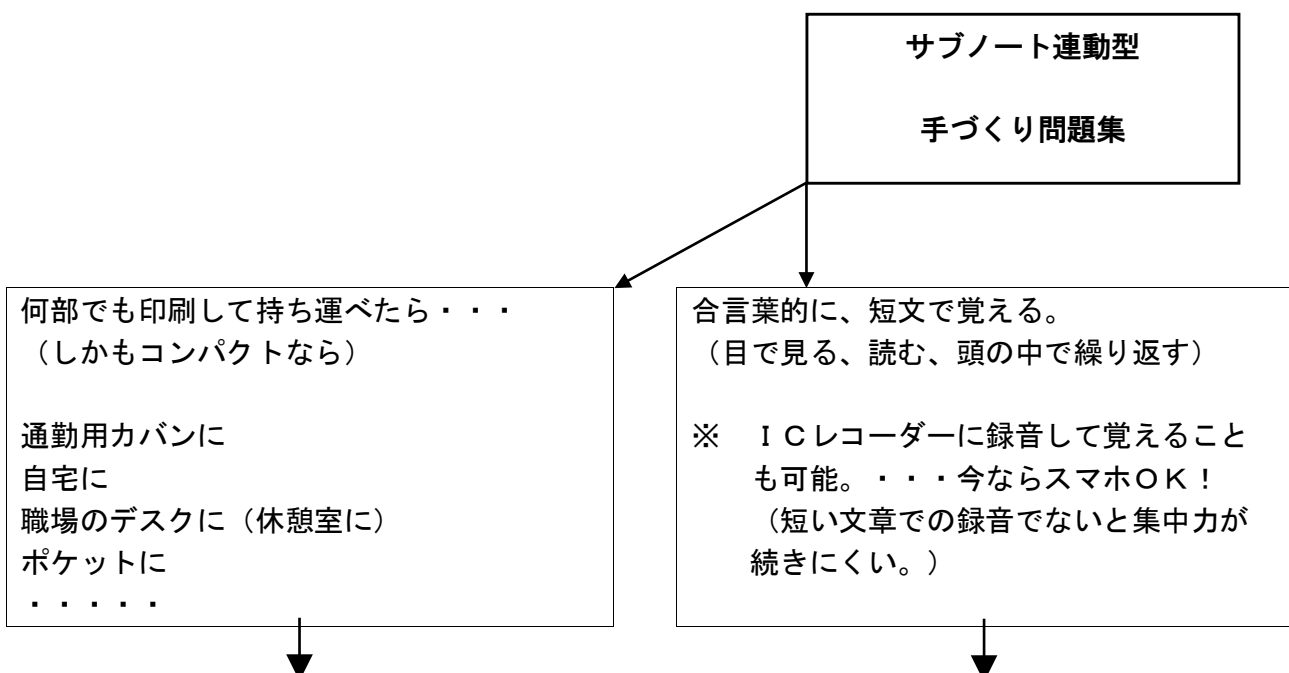 サブノート連動型
手づくり問題集
何部でも印刷して持ち運べたら・・・
（しかもコンパクトなら）
通勤用カバンに
自宅に
職場のデスクに（休憩室に）
ポケットに
・・・・・
合言葉的に、短文で覚える。
（目で見る、読む、頭の中で繰り返す）
※　ＩＣレコーダーに録音して覚えること
も可能。・・・今ならスマホＯＫ！
（短い文章での録音でないと集中力が
続きにくい。）